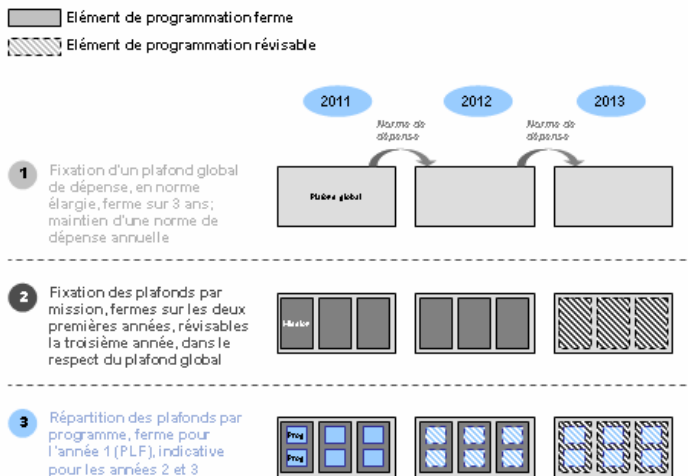 Elément de programmation ferme
Elément de programmation révisable
2011
2012
2013
Norme de
dépense
Norme de
dépense
1
Fixation d'un plafond global
de dépense, en norme
élargie, ferme sur 3 ans;
maintien d'une norme de
dépense annuelle
Plafond global
2
Fixation des plafonds par
mission, fermes sur les deux
premières années, révisables
la troisième année, dans le
respect du plafond global
Mission
3
Répartition des plafonds par
programme, ferme pour
l'année 1 (PLF), indicative
pour les années 2 et 3
Prog
Prog